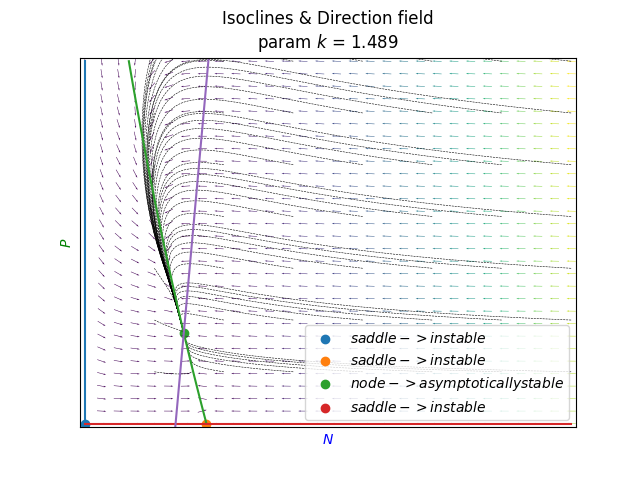 Isoclines & Direction field
param k = 1.489
P
saddle -> instable
saddle -> instable
node -> asymptoticallystable
saddle -> instable
N